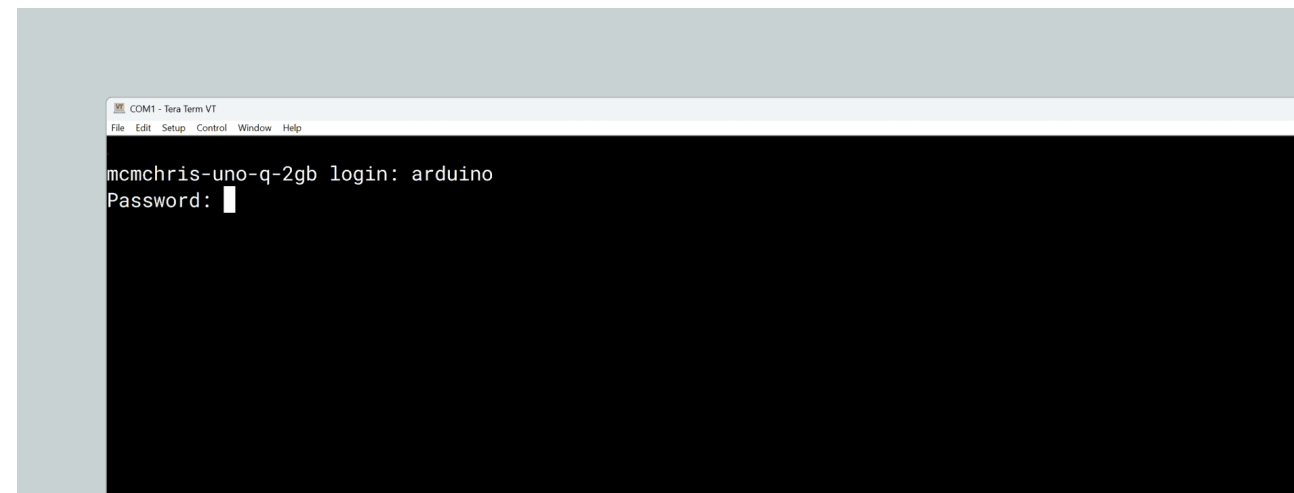 COM1 - Tera Term VT
File Edit Setup Control Window Help
mcmchris-uno-q-2gb login: arduino
Password: